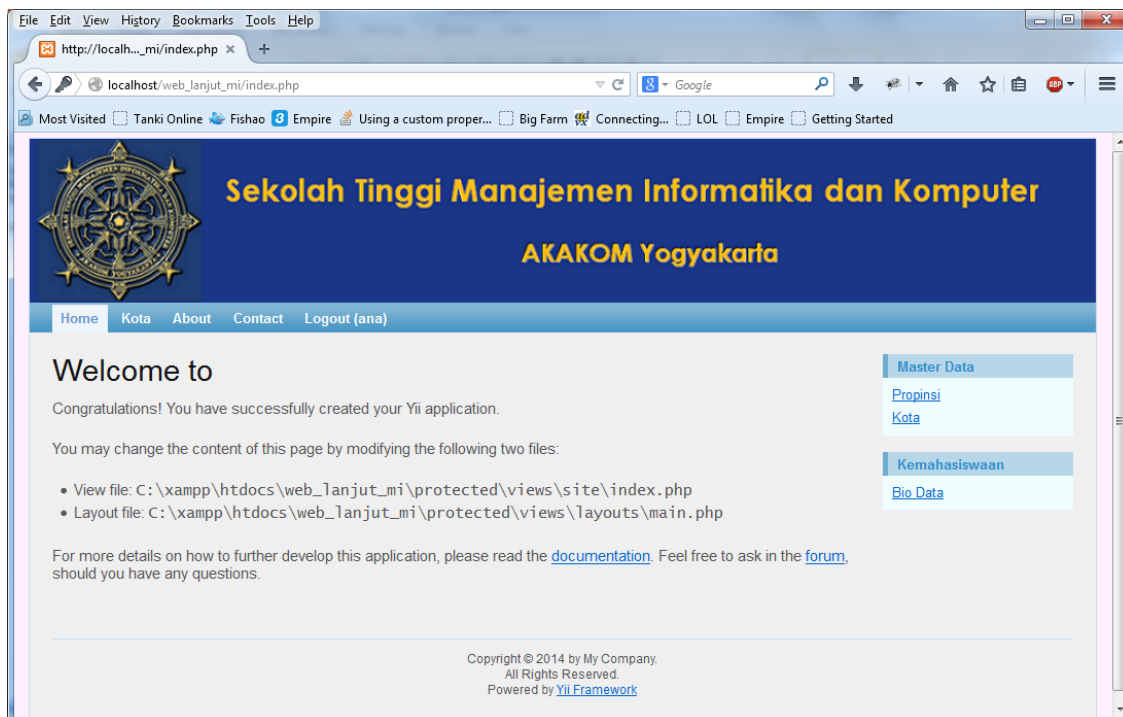 File Edit View History Bookmarks Tools Help
http://localh..._mi/index.php
localhost/web_lanjut_mi/index.php
Google
Most Visited Tanki Online Fishao Empire Using a custom proper... Big Farm Connecting... LOL Empire Getting Started
Sekolah Tinggi Manajemen Informatika dan Komputer
AKAKOM Yogyakarta
Home Kota About Contact Logout (ana)
Welcome to
Congratulations! You have successfully created your Yii application.
You may change the content of this page by modifying the following two files:
• View file: C:\xampp\htdocs\web_lanjut_mi\protected\views\site\index.php
• Layout file: C:\xampp\htdocs\web_lanjut_mi\protected\views\layouts\main.php
For more details on how to further develop this application, please read the documentation. Feel free to ask in the forum,
should you have any questions.
Master Data
Propinsi
Kota
Kemahasiswaan
Bio Data
Copyright © 2014 by My Company.
All Rights Reserved.
Powered by Yii Framework